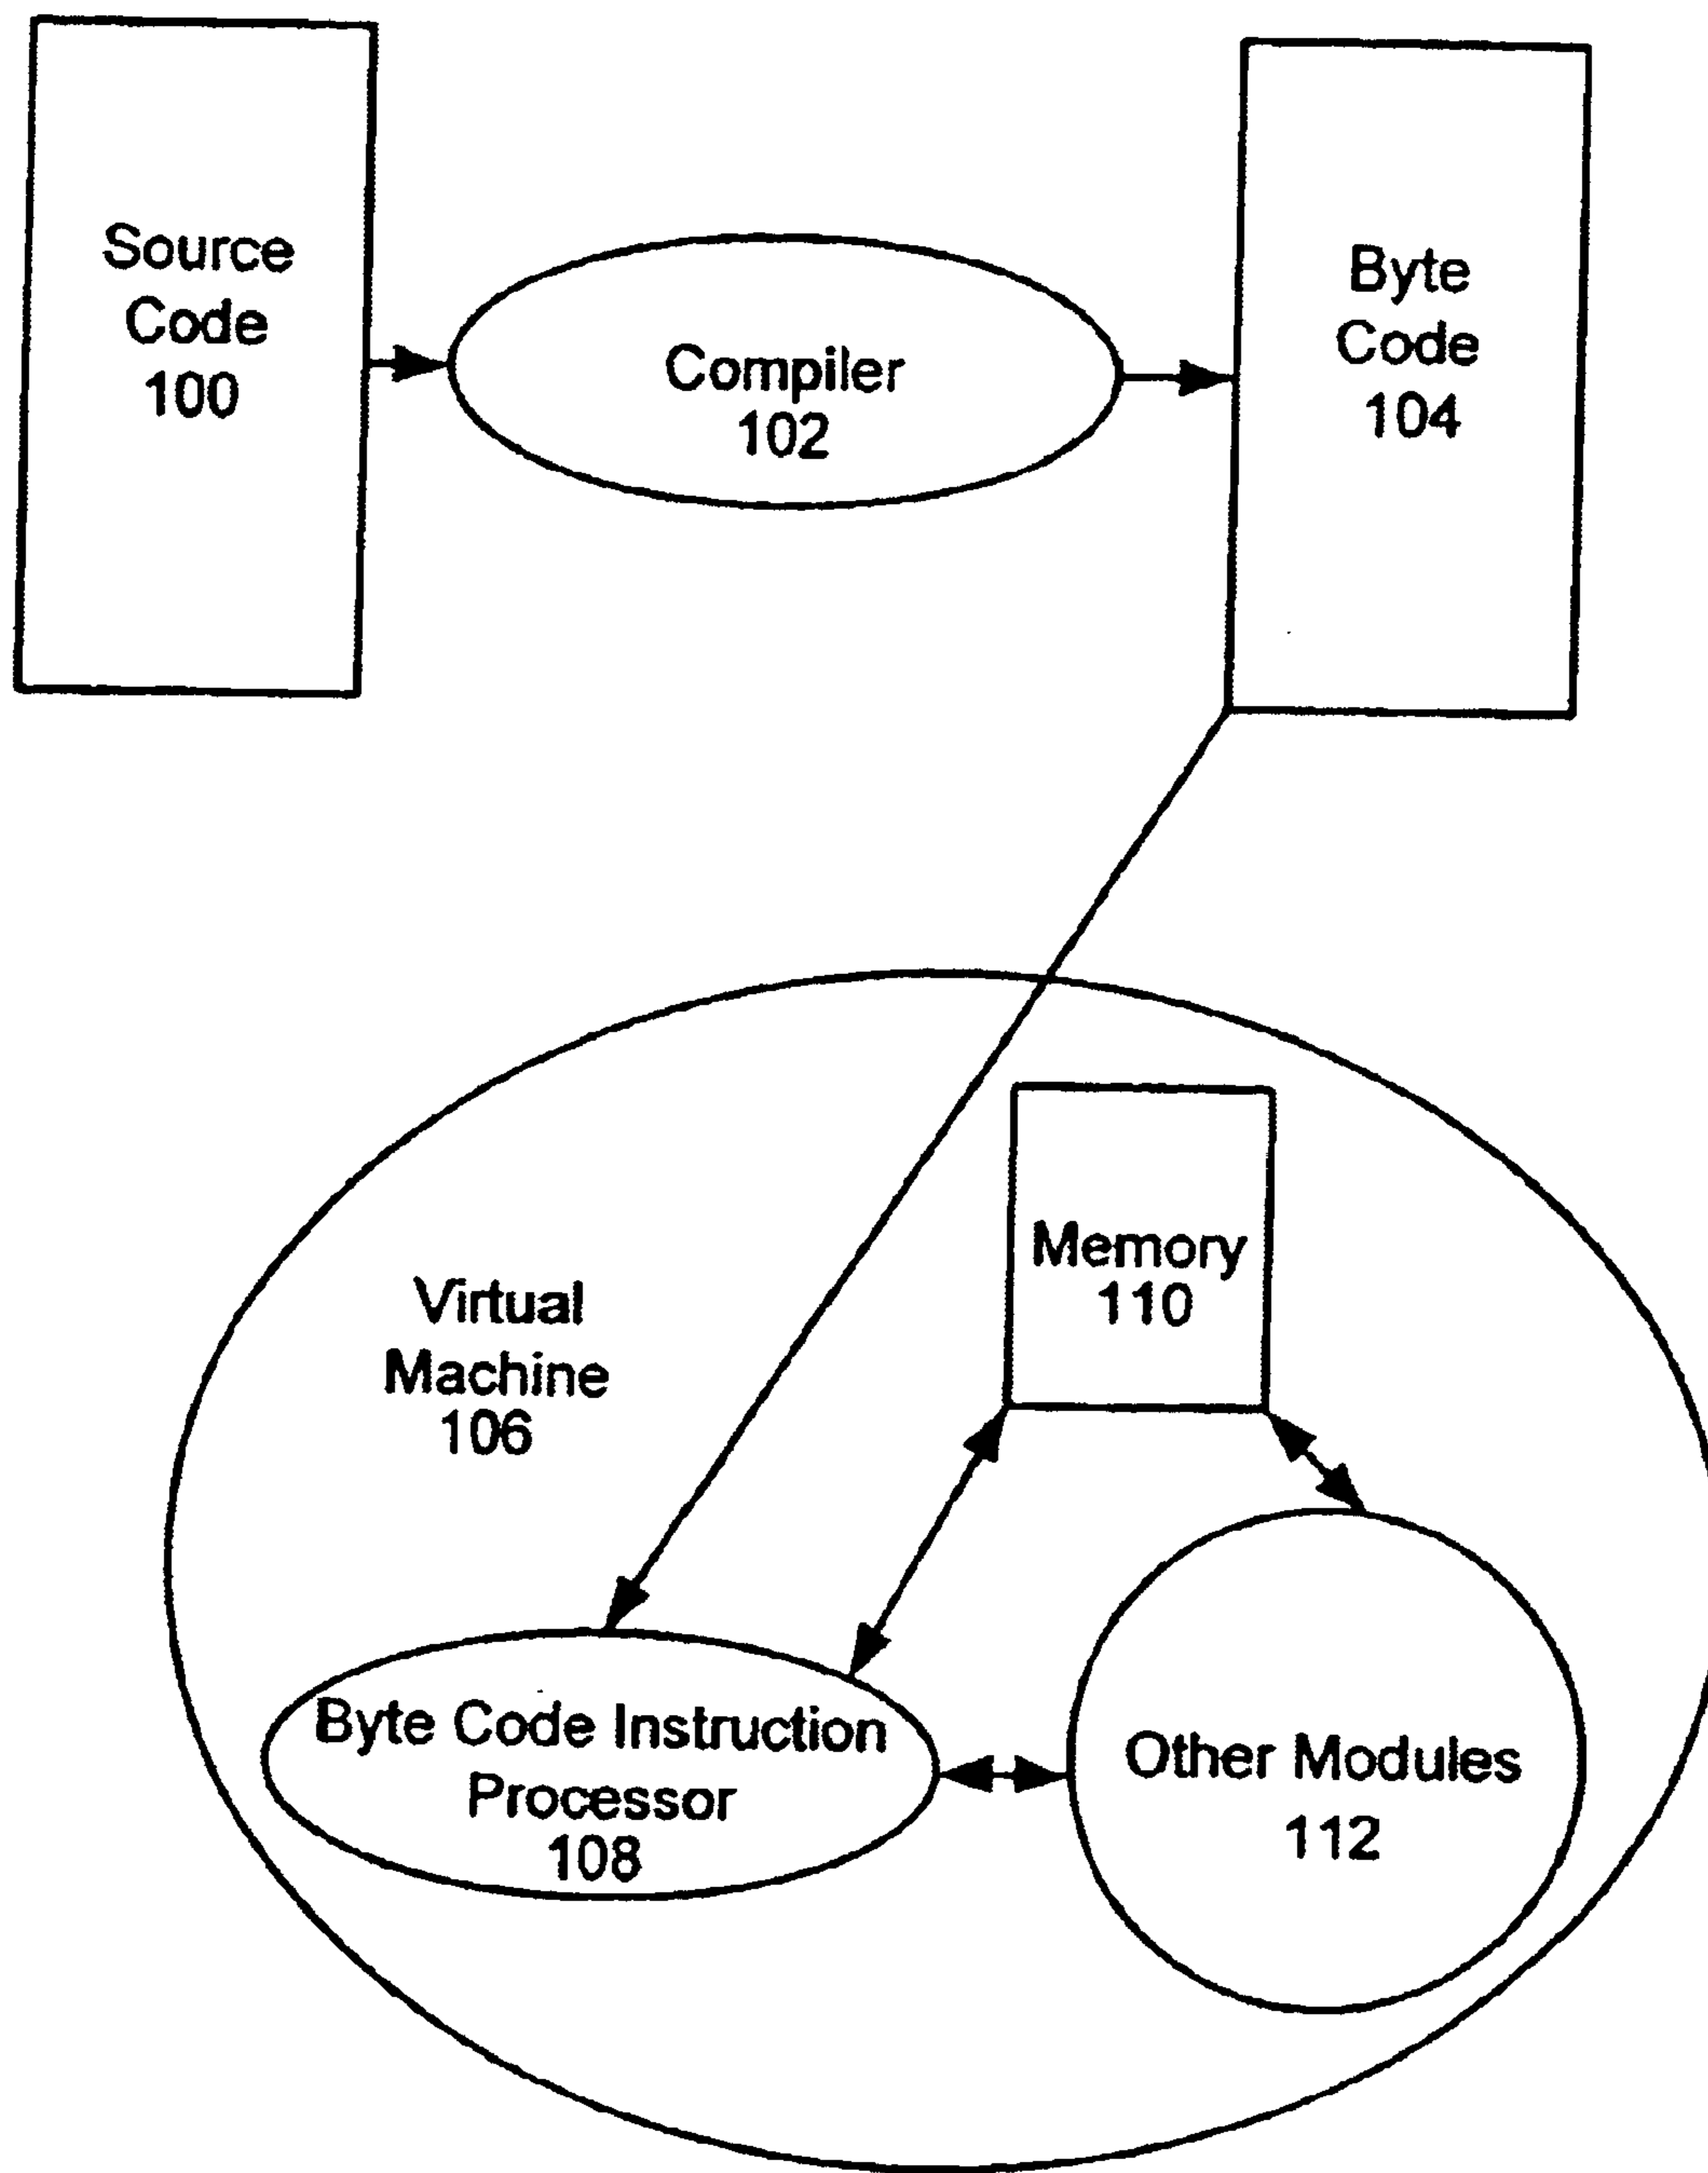 Source
Code
100
Compiler
102
Byte
Code
104
Memory
110
Virtual
Machine
106
Byte Code Instruction
Processor
108
Other Modules
112